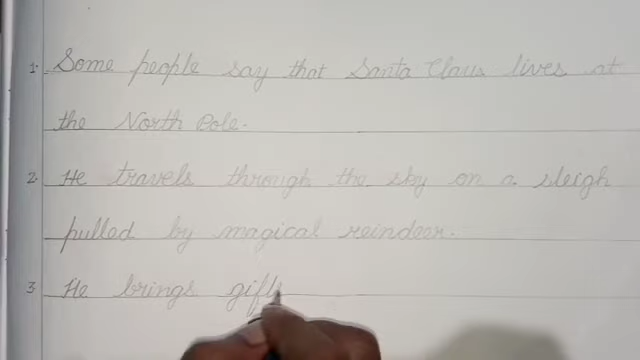 1. Some people say that Santa Claus lives at
the North Pole.
2. He travels through the sky on a sleigh
pulled by magical reindeer.
3. He brings gift